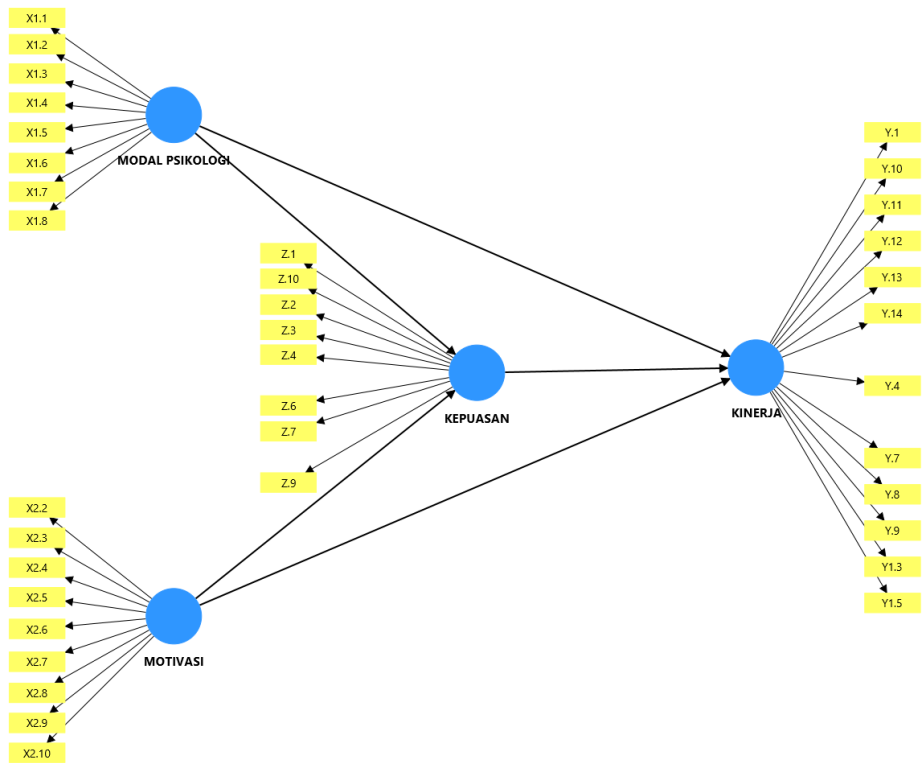 X1.1
X1.2
X1.3
X1.4
X1.5
X1.6
X1.7
X1.8
MODAL PSIKOLOGI
Z.1
Z.10
Z.2
Z.3
Z.4
Z.6
Z.7
Z.9
KEPUASAN
X2.2
X2.3
X2.4
X2.5
X2.6
X2.7
X2.8
X2.9
X2.10
MOTIVASI
Y.1
Y.10
Y.11
Y.12
Y.13
Y.14
Y.4
Y.7
Y.8
Y.9
Y1.3
Y1.5
KINERJA